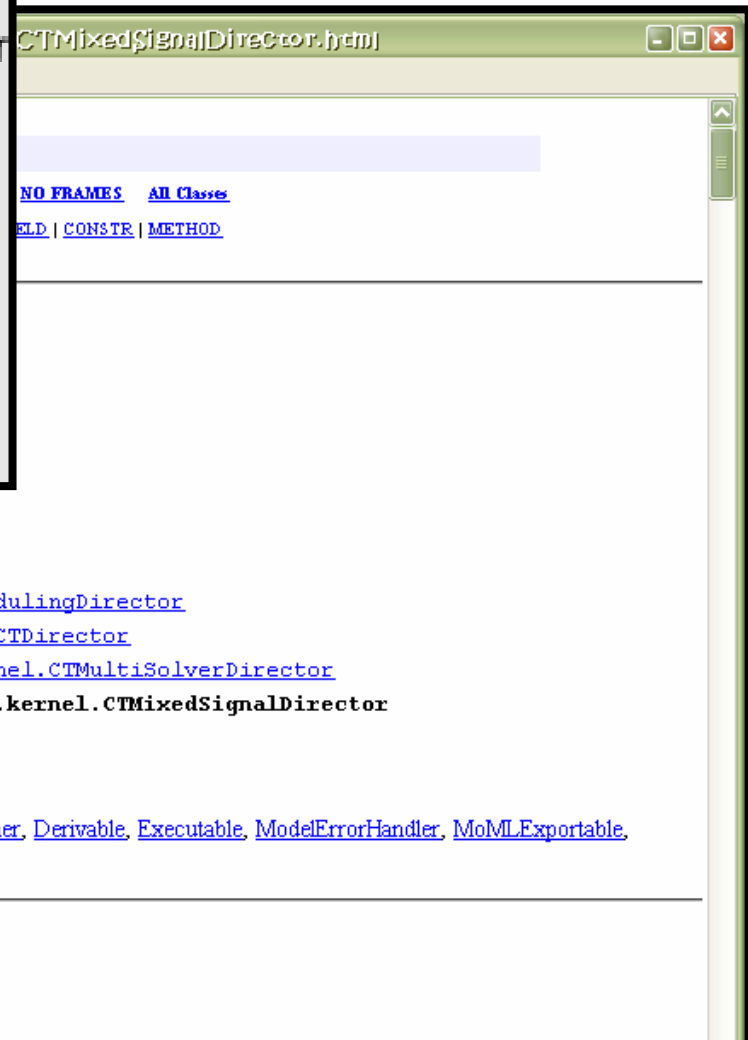 CTMixedSignalDirector.html
NO FRAMES All Classes
ELD | CONSTR | METHOD
dulingDirector
CTDirector
nel.CTMultiSolverDirector
.kernel.CTMixedSignalDirector
er, Derivable, Executable, ModelErrorHandler, MoMLExportable,